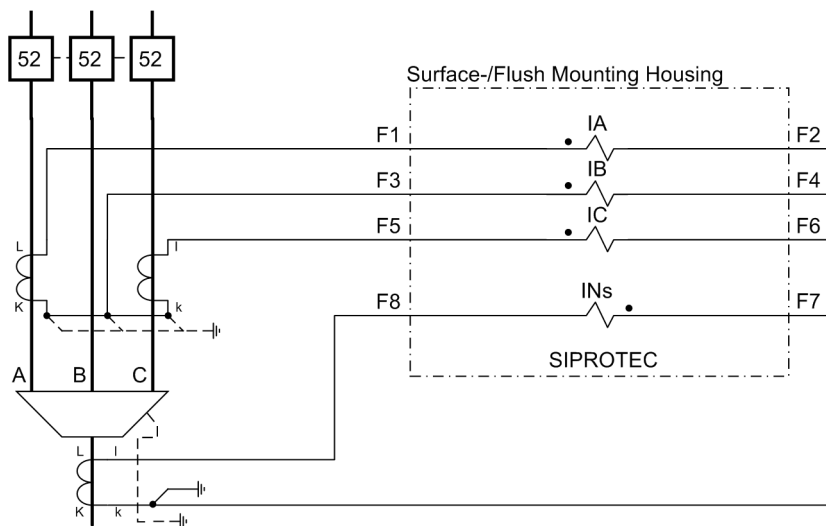 52 52 52
Surface-/Flush Mounting Housing
F1 IA F2
F3 IB F4
F5 IC F6
L l
K k
F8 INs F7
SIPROTEC
A B C
L l l
K k